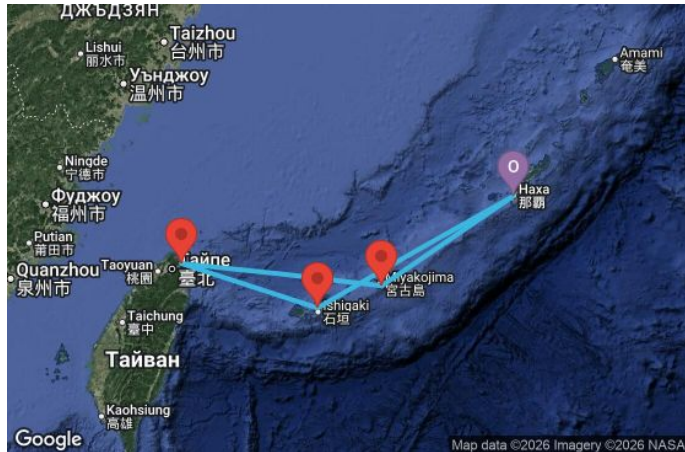 ДЖЪДЗЯН
Taizhou
台州市
Lishui
丽水市
Уънджоу
温州市
Amami
奄美
Ningde
宁德市
Фуджоу
福州市
O
Наха
那覇
Putian
莆田市
Quanzhou
泉州市
Taoyuan
桃園
Тайпе
臺北
Miyakojima
宮古島
Ishigaki
石垣
Taichung
臺中
Тайван
Kaohsiung
高雄
Google
Map data ©2026 Imagery ©2026 NASA